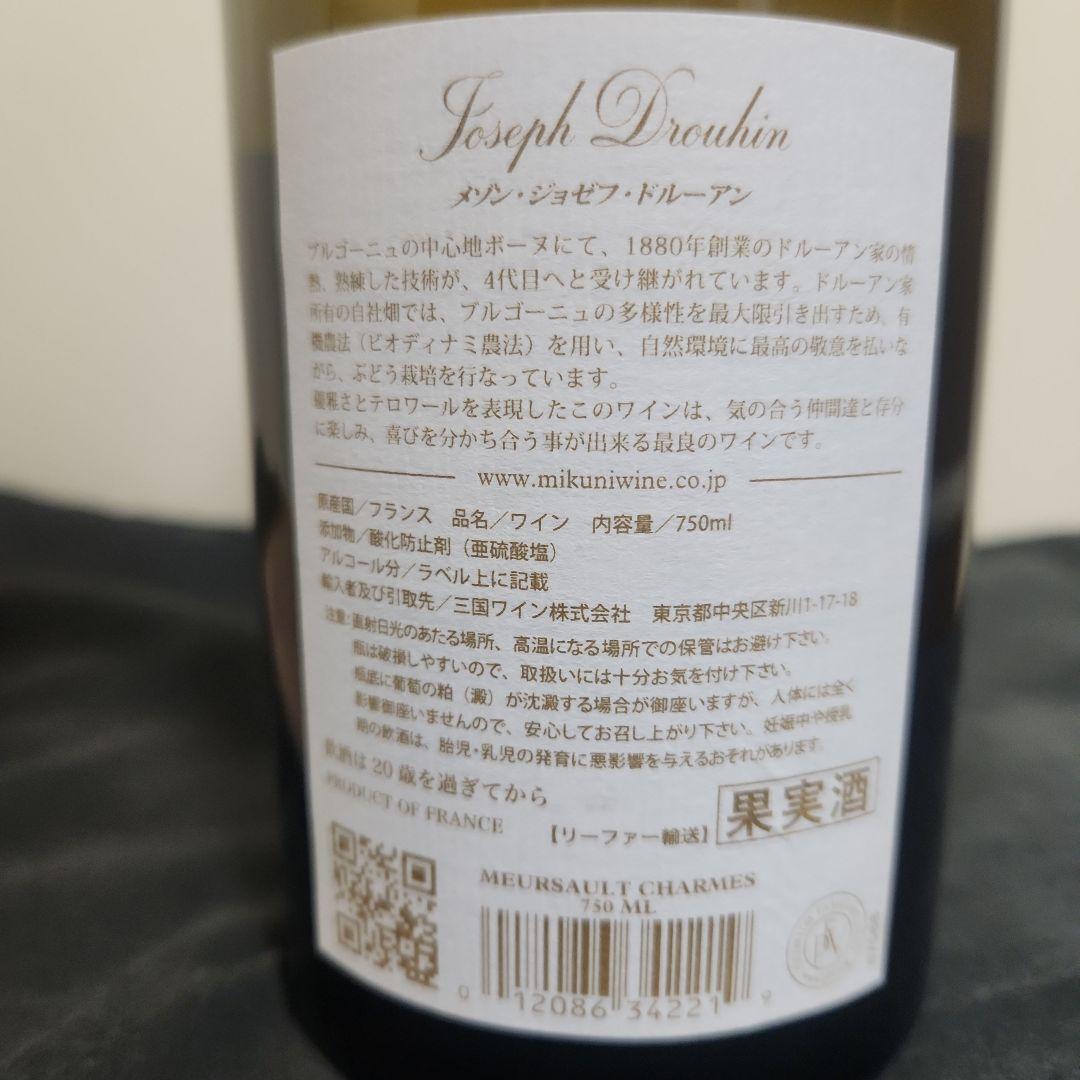 Joseph Drouhin
メゾン・ジョゼフ・ドルーアン
ブルゴーニュの中心地ボーヌにて、1880年創業のドルーアン家の情
熱、熟練した技術が、4代目へと受け継がれています。ドルーアン家
所有の自社畑では、ブルゴーニュの多様性を最大限引き出すため、有
機農法（ビオディナミ農法）を用い、自然環境に最高の敬意を払いな
がら、ぶどう栽培を行なっています。
優雅さとテロワールを表現したこのワインは、気の合う仲間達と存分
に楽しみ、喜びを分かち合う事が出来る最良のワインです。
www.mikuniwine.co.jp
原産国／フランス 品名／ワイン 内容量／750ml
添加物／酸化防止剤（亜硫酸塩）
アルコール分／ラベル上に記載
輸入者及び引取先／三国ワイン株式会社 東京都中央区新川1-17-18
注意：直射日光のあたる場所、高温になる場所での保管はお避け下さい。
瓶は破損しやすいので、取扱いには十分お気を付け下さい。
瓶底に葡萄の粕（澱）が沈澱する場合が御座いますが、人体には全く
影響御座いませんので、安心してお召し上がり下さい。妊娠中や授乳
期の飲酒は、胎児・乳児の発育に悪影響を与えるおそれがあります。
飲酒は20歳を過ぎてから
PRODUCT OF FRANCE
【リーファー輸送】
果実酒
MEURSAULT CHARMES
750 ML
0 12086 34221 9